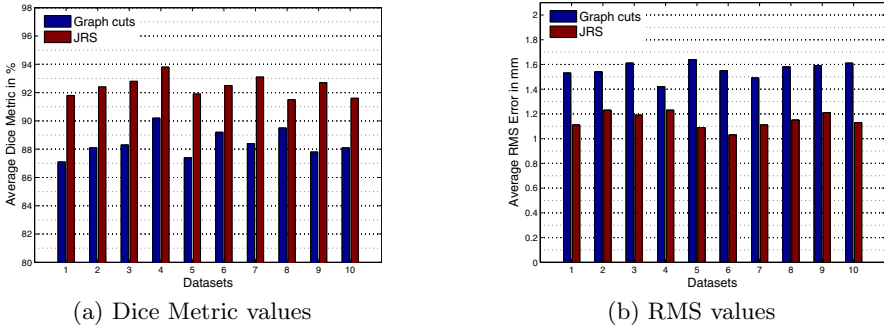 98
96
94
92
90
88
86
84
82
80
Average Dice Metric in %
Graph cuts
JRS
1 2 3 4 5 6 7 8 9 10
Datasets
(a) Dice Metric values
2
1.8
1.6
1.4
1.2
1
0.8
0.6
0.4
0.2
0
Average RMS Error in mm
Graph cuts
JRS
1 2 3 4 5 6 7 8 9 10
Datasets
(b) RMS values